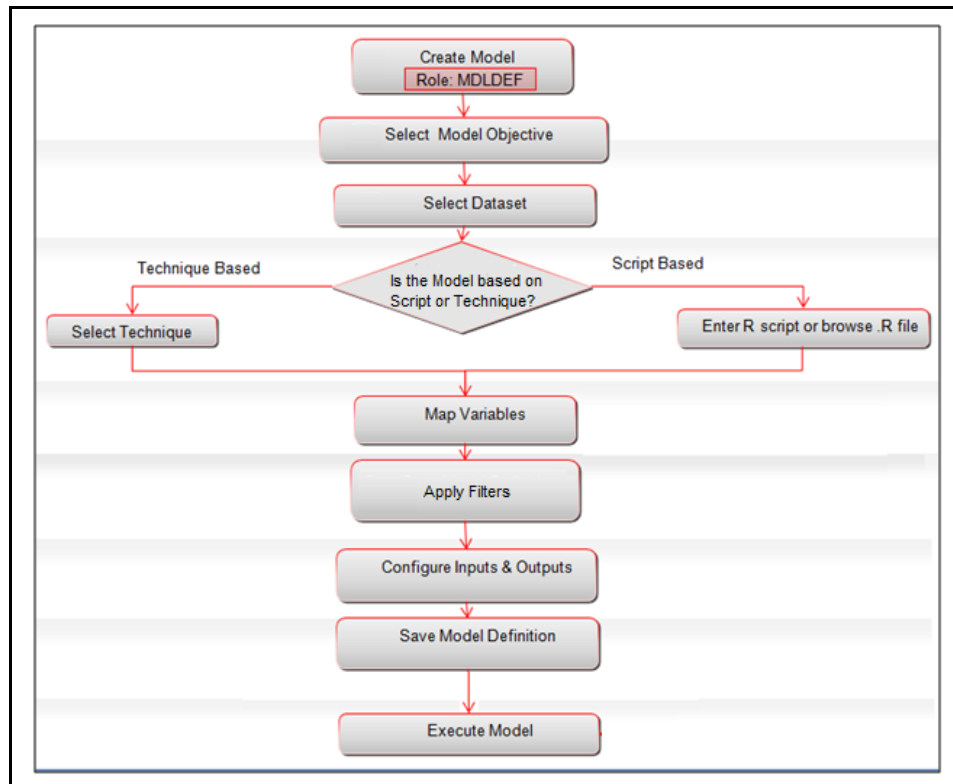 Create Model
Role: MDLDEF
Select Model Objective
Select Dataset
Technique Based
Script Based
Is the Model based on
Script or Technique?
Select Technique
Enter R script or browse .R file
Map Variables
Apply Filters
Configure Inputs & Outputs
Save Model Definition
Execute Model